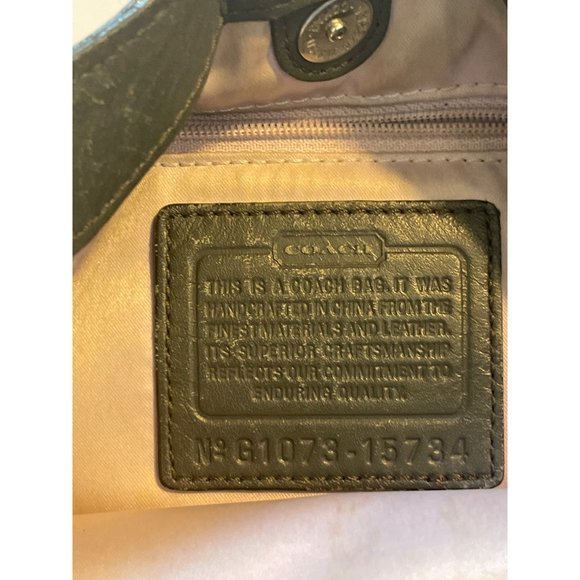 COACH
THIS IS A COACH BAG. IT WAS
HANDCRAFTED IN CHINA FROM THE
FINEST MATERIALS AND LEATHER.
ITS SUPERIOR CRAFTSMANSHIP
REFLECTS OUR COMMITMENT TO
ENDURING QUALITY.
No G1073-15734